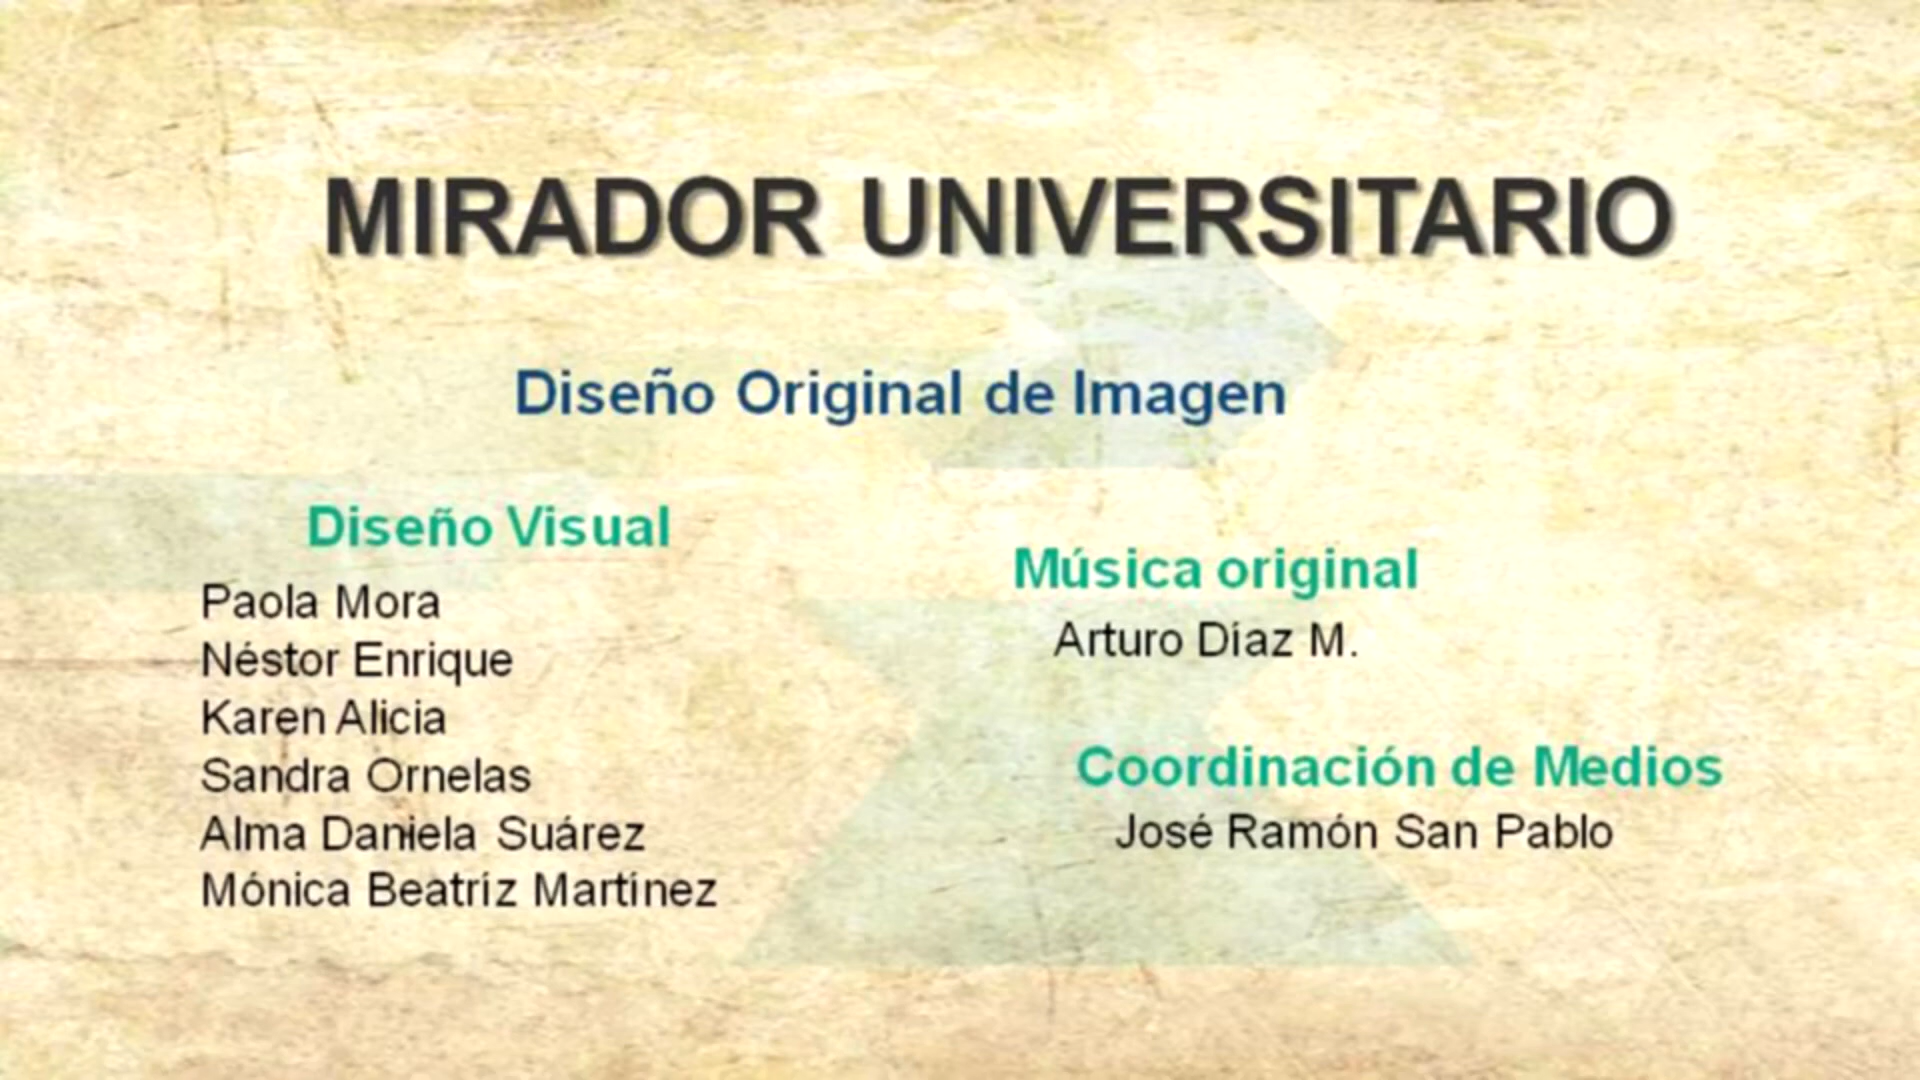 MIRADOR UNIVERSITARIO
Diseño Original de Imagen
Diseño Visual
Paola Mora
Néstor Enrique
Karen Alicia
Sandra Ornelas
Alma Daniela Suárez
Mónica Beatríz Martínez
Música original
Arturo Díaz M.
Coordinación de Medios
José Ramón San Pablo